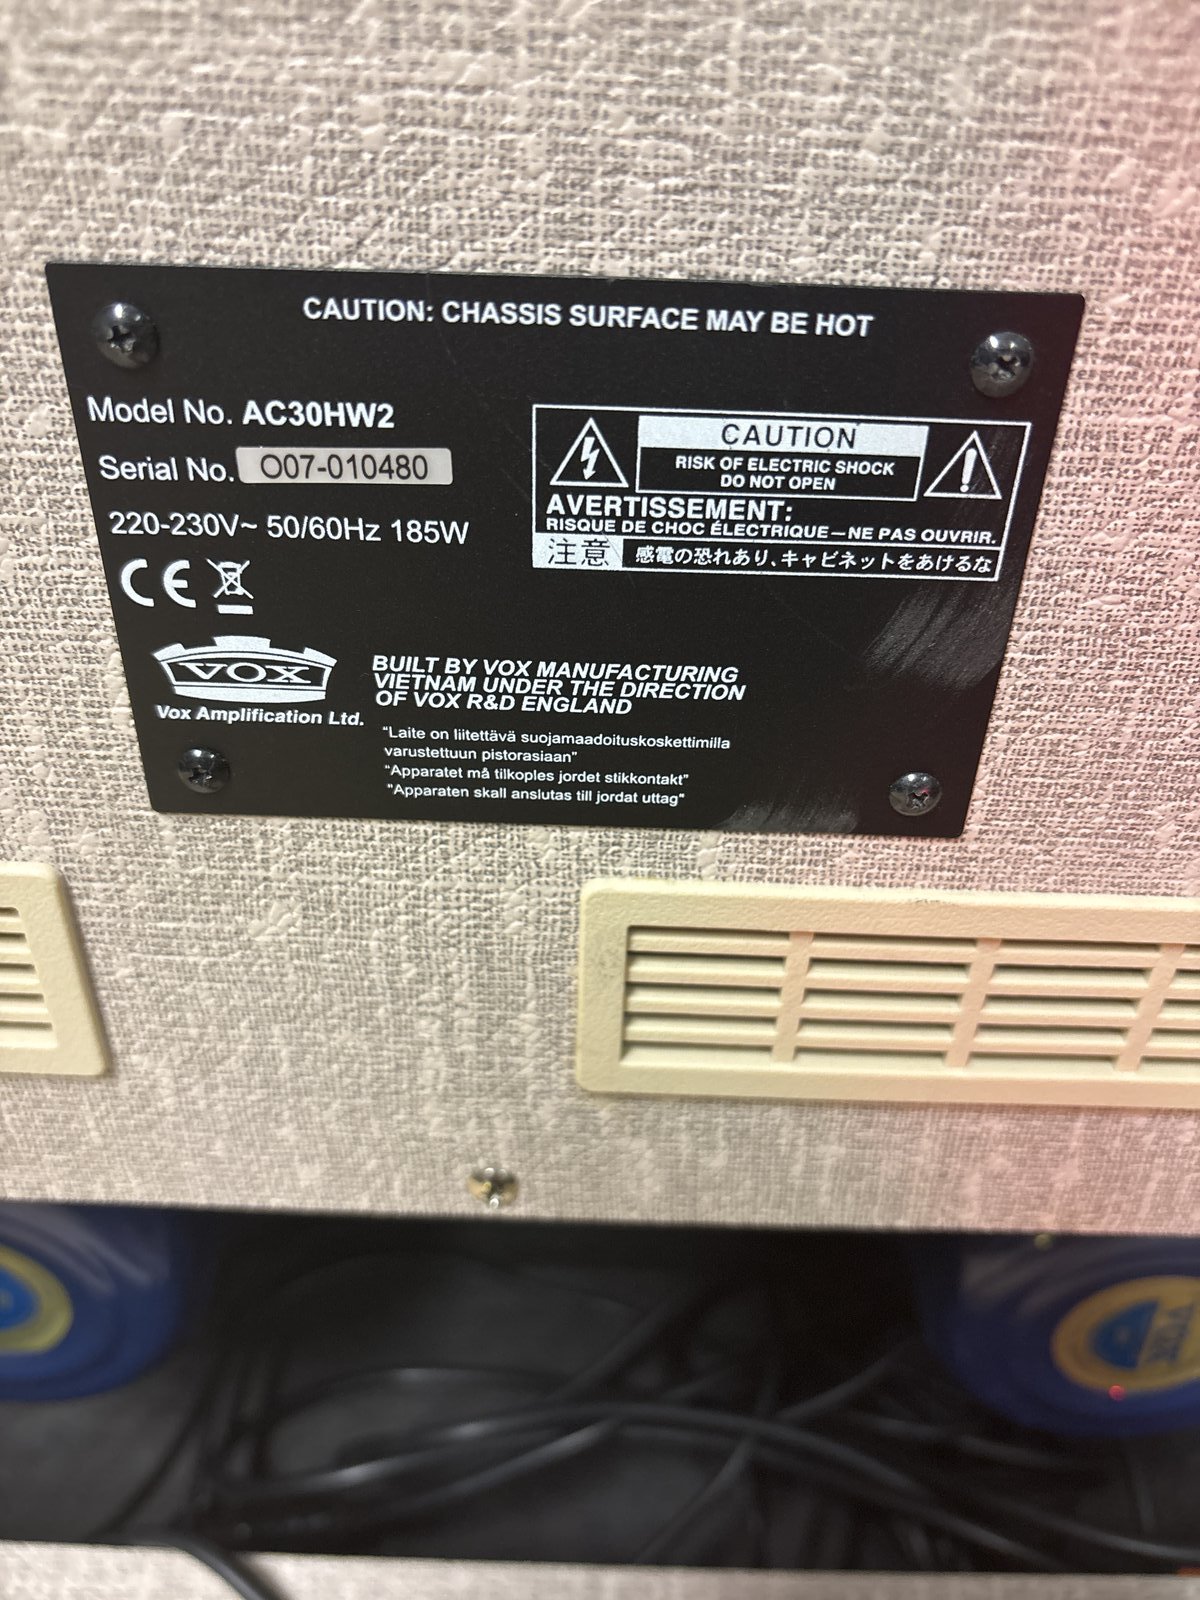 CAUTION: CHASSIS SURFACE MAY BE HOT
Model No. AC30HW2
Serial No. O07-010480
220-230V~ 50/60Hz 185W
CE
CAUTION
RISK OF ELECTRIC SHOCK
DO NOT OPEN
AVERTISSEMENT:
RISQUE DE CHOC ÉLECTRIQUE—NE PAS OUVRIR.
注意 感電の恐れあり、キャビネットをあけるな
VOX
Vox Amplification Ltd.
BUILT BY VOX MANUFACTURING
VIETNAM UNDER THE DIRECTION
OF VOX R&D ENGLAND
"Laite on liitettävä suojamaadoituskoskettimilla
varustettuun pistorasiaan"
"Apparatet må tilkoples jordet stikkontakt"
"Apparaten skall anslutas till jordat uttag"
VOX